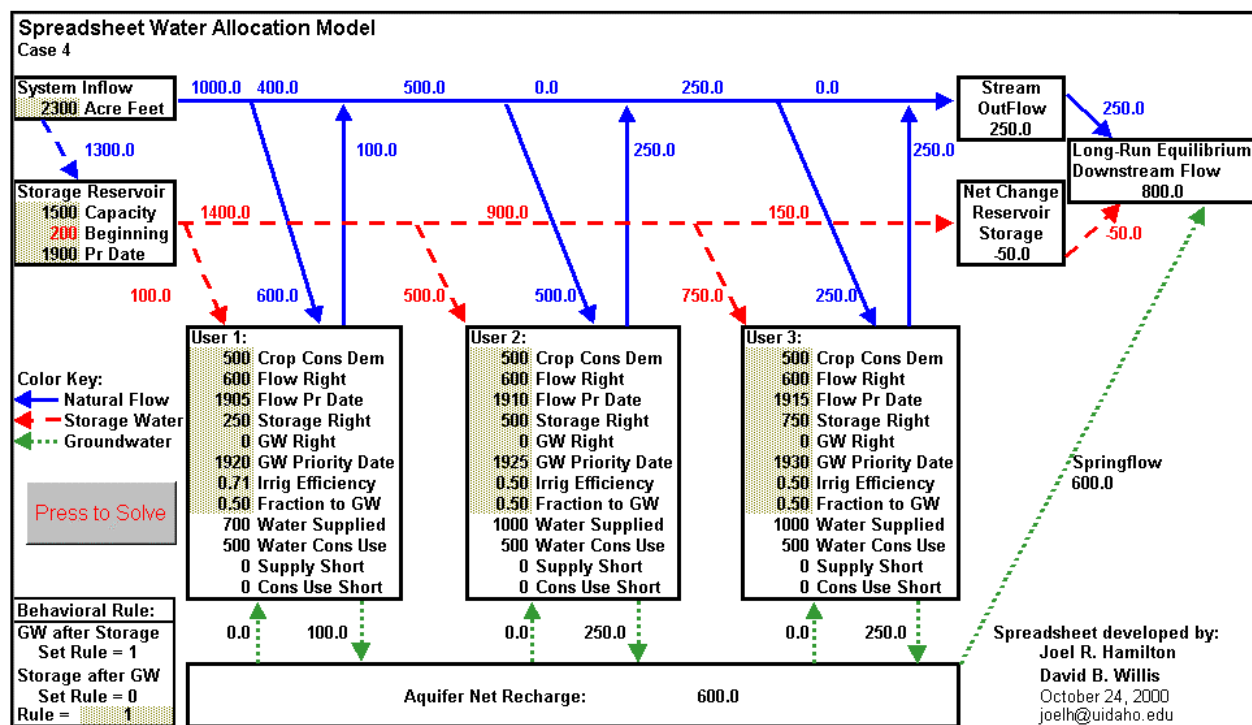 Spreadsheet Water Allocation Model
Case 4
System Inflow
2300 Acre Feet
1000.0 400.0 500.0 0.0 250.0 0.0
Stream
OutFlow
250.0
250.0
1300.0
100.0
250.0
250.0
Long-Run Equilibrium
Downstream Flow
800.0
Storage Reservoir
1500 Capacity
200 Beginning
1900 Pr Date
1400.0 900.0 150.0
Net Change
Reservoir
Storage
-50.0
-50.0
100.0 600.0 500.0 500.0 750.0 250.0
User 1:
500 Crop Cons Dem
600 Flow Right
1905 Flow Pr Date
250 Storage Right
0 GW Right
1920 GW Priority Date
0.71 Irrig Efficiency
0.50 Fraction to GW
700 Water Supplied
500 Water Cons Use
0 Supply Short
0 Cons Use Short
User 2:
500 Crop Cons Dem
600 Flow Right
1910 Flow Pr Date
500 Storage Right
0 GW Right
1925 GW Priority Date
0.50 Irrig Efficiency
0.50 Fraction to GW
1000 Water Supplied
500 Water Cons Use
0 Supply Short
0 Cons Use Short
User 3:
500 Crop Cons Dem
600 Flow Right
1915 Flow Pr Date
750 Storage Right
0 GW Right
1930 GW Priority Date
0.50 Irrig Efficiency
0.50 Fraction to GW
1000 Water Supplied
500 Water Cons Use
0 Supply Short
0 Cons Use Short
Color Key:
Natural Flow
Storage Water
Groundwater
Press to Solve
Springflow
600.0
Behavioral Rule:
GW after Storage
Set Rule = 1
Storage after GW
Set Rule = 0
Rule = 1
0.0 100.0 0.0 250.0 0.0 250.0
Aquifer Net Recharge: 600.0
Spreadsheet developed by:
Joel R. Hamilton
David B. Willis
October 24, 2000
joelh@uidaho.edu